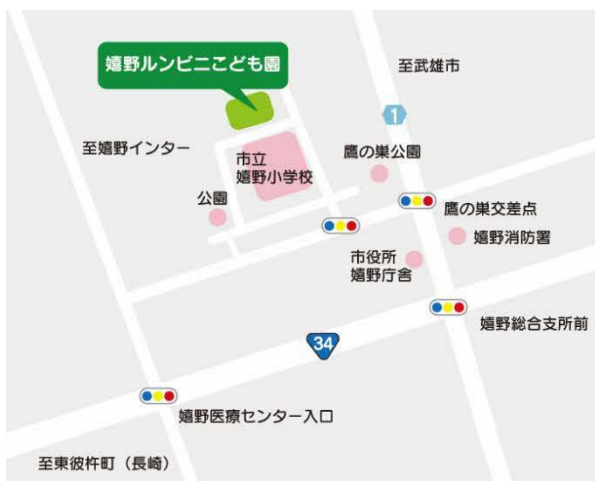 嬉野ルンビニこども園
至武雄市
1
至嬉野インター
市立
嬉野小学校
鷹の巣公園
公園
鷹の巣交差点
嬉野消防署
市役所
嬉野庁舎
嬉野総合支所前
34
嬉野医療センター入口
至東彼杵町（長崎）